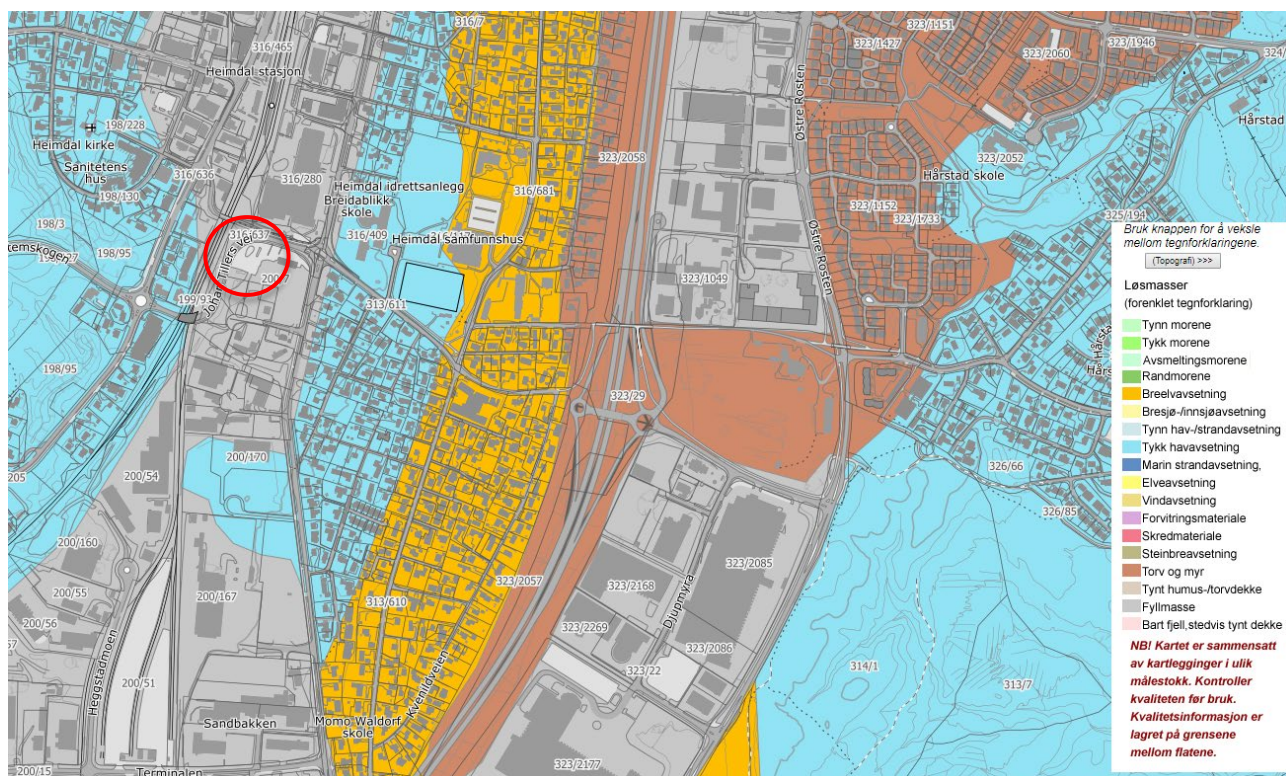 316/465
316/7
323/1151
323/1427
323/2060
323/1946
324/
Heimdal stasjon
198/228
Heimdal kirke
Sanitetens
hus
198/130
316/636
316/280
Heimdal idrettsanlegg
Breidablikk
skole
316/681
323/2058
Østre Rosten
323/2052
Hårstad
Hårstad skole
323/1152
323/1733
325/194
198/3
198/95
316/637
Johan Tillers vei
316/409
Heimdal samfunnshus
323/1049
Østre Rosten
199/93
313/611
198/95
323/29
205
200/54
200/170
326/66
326/85
200/160
200/55
200/56
200/167
313/610
323/2057
323/2168
323/2085
Djupmyra
323/2269
323/2086
323/22
314/1
313/7
200/51
Heggstadmoen
Kvenildveien
Sandbakken
Momo Waldorf
skole
323/2177
200/15
Terminalen
Bruk knappen for å veksle
mellom tegnforklaringene.
(Topografi) >>>
Løsmasser
(forenklet tegnforklaring)
Tynn morene
Tykk morene
Avsmeltingsmorene
Randmorene
Breelvavsetning
Bresjø-/innsjøavsetning
Tynn hav-/strandavsetning
Tykk havavsetning
Marin strandavsetning,
Elveavsetning
Vindavsetning
Forvitringsmateriale
Skredmateriale
Steinbreavsetning
Torv og myr
Tynt humus-/torvdekke
Fyllmasse
Bart fjell,stedvis tynt dekke
NB! Kartet er sammensatt
av kartlegginger i ulik
målestokk. Kontroller
kvaliteten før bruk.
Kvalitetsinformasjon er
lagret på grensene
mellom flatene.